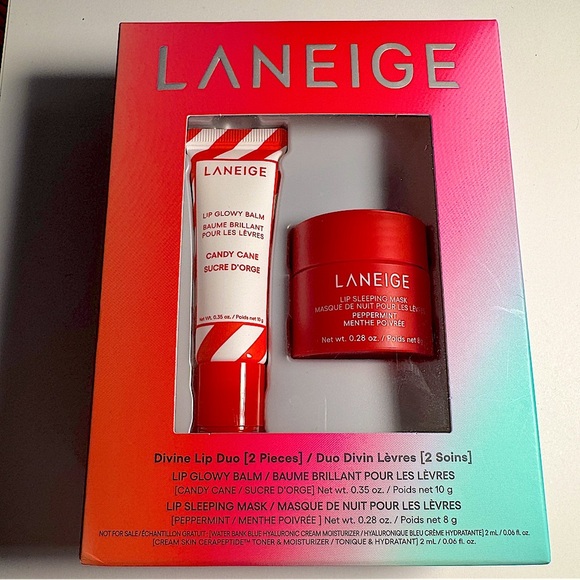 LANEIGE
LANEIGE
LIP GLOWY BALM
BAUME BRILLANT
POUR LES LÈVRES
CANDY CANE
SUCRE D'ORGE
Net Wt. 0.35 oz. / Poids net 10 g
LANEIGE
LIP SLEEPING MASK
MASQUE DE NUIT POUR LES LÈV
PEPPERMINT
MENTHE POIVRÉE
Net wt. 0.28 oz. / Poids net 8 g
Divine Lip Duo [2 Pieces] / Duo Divin Lèvres [2 Soins]
LIP GLOWY BALM / BAUME BRILLANT POUR LES LÈVRES
[CANDY CANE / SUCRE D'ORGE] Net wt. 0.35 oz. / Poids net 10 g
LIP SLEEPING MASK / MASQUE DE NUIT POUR LES LÈVRES
[PEPPERMINT / MENTHE POIVRÉE ] Net wt. 0.28 oz. / Poids net 8 g
NOT FOR SALE/ÉCHANTILLON GRATUIT : [WATER BANK BLUE HYALURONIC CREAM MOISTURIZER / HYALURONIQUE BLEU CRÈME HYDRATANTE] 2 mL / 0.06 fl. oz.
[CREAM SKIN CERAPEPTIDE™ TONER & MOISTURIZER / TONIQUE & HYDRATANT] 2 mL / 0.06 fl. oz.